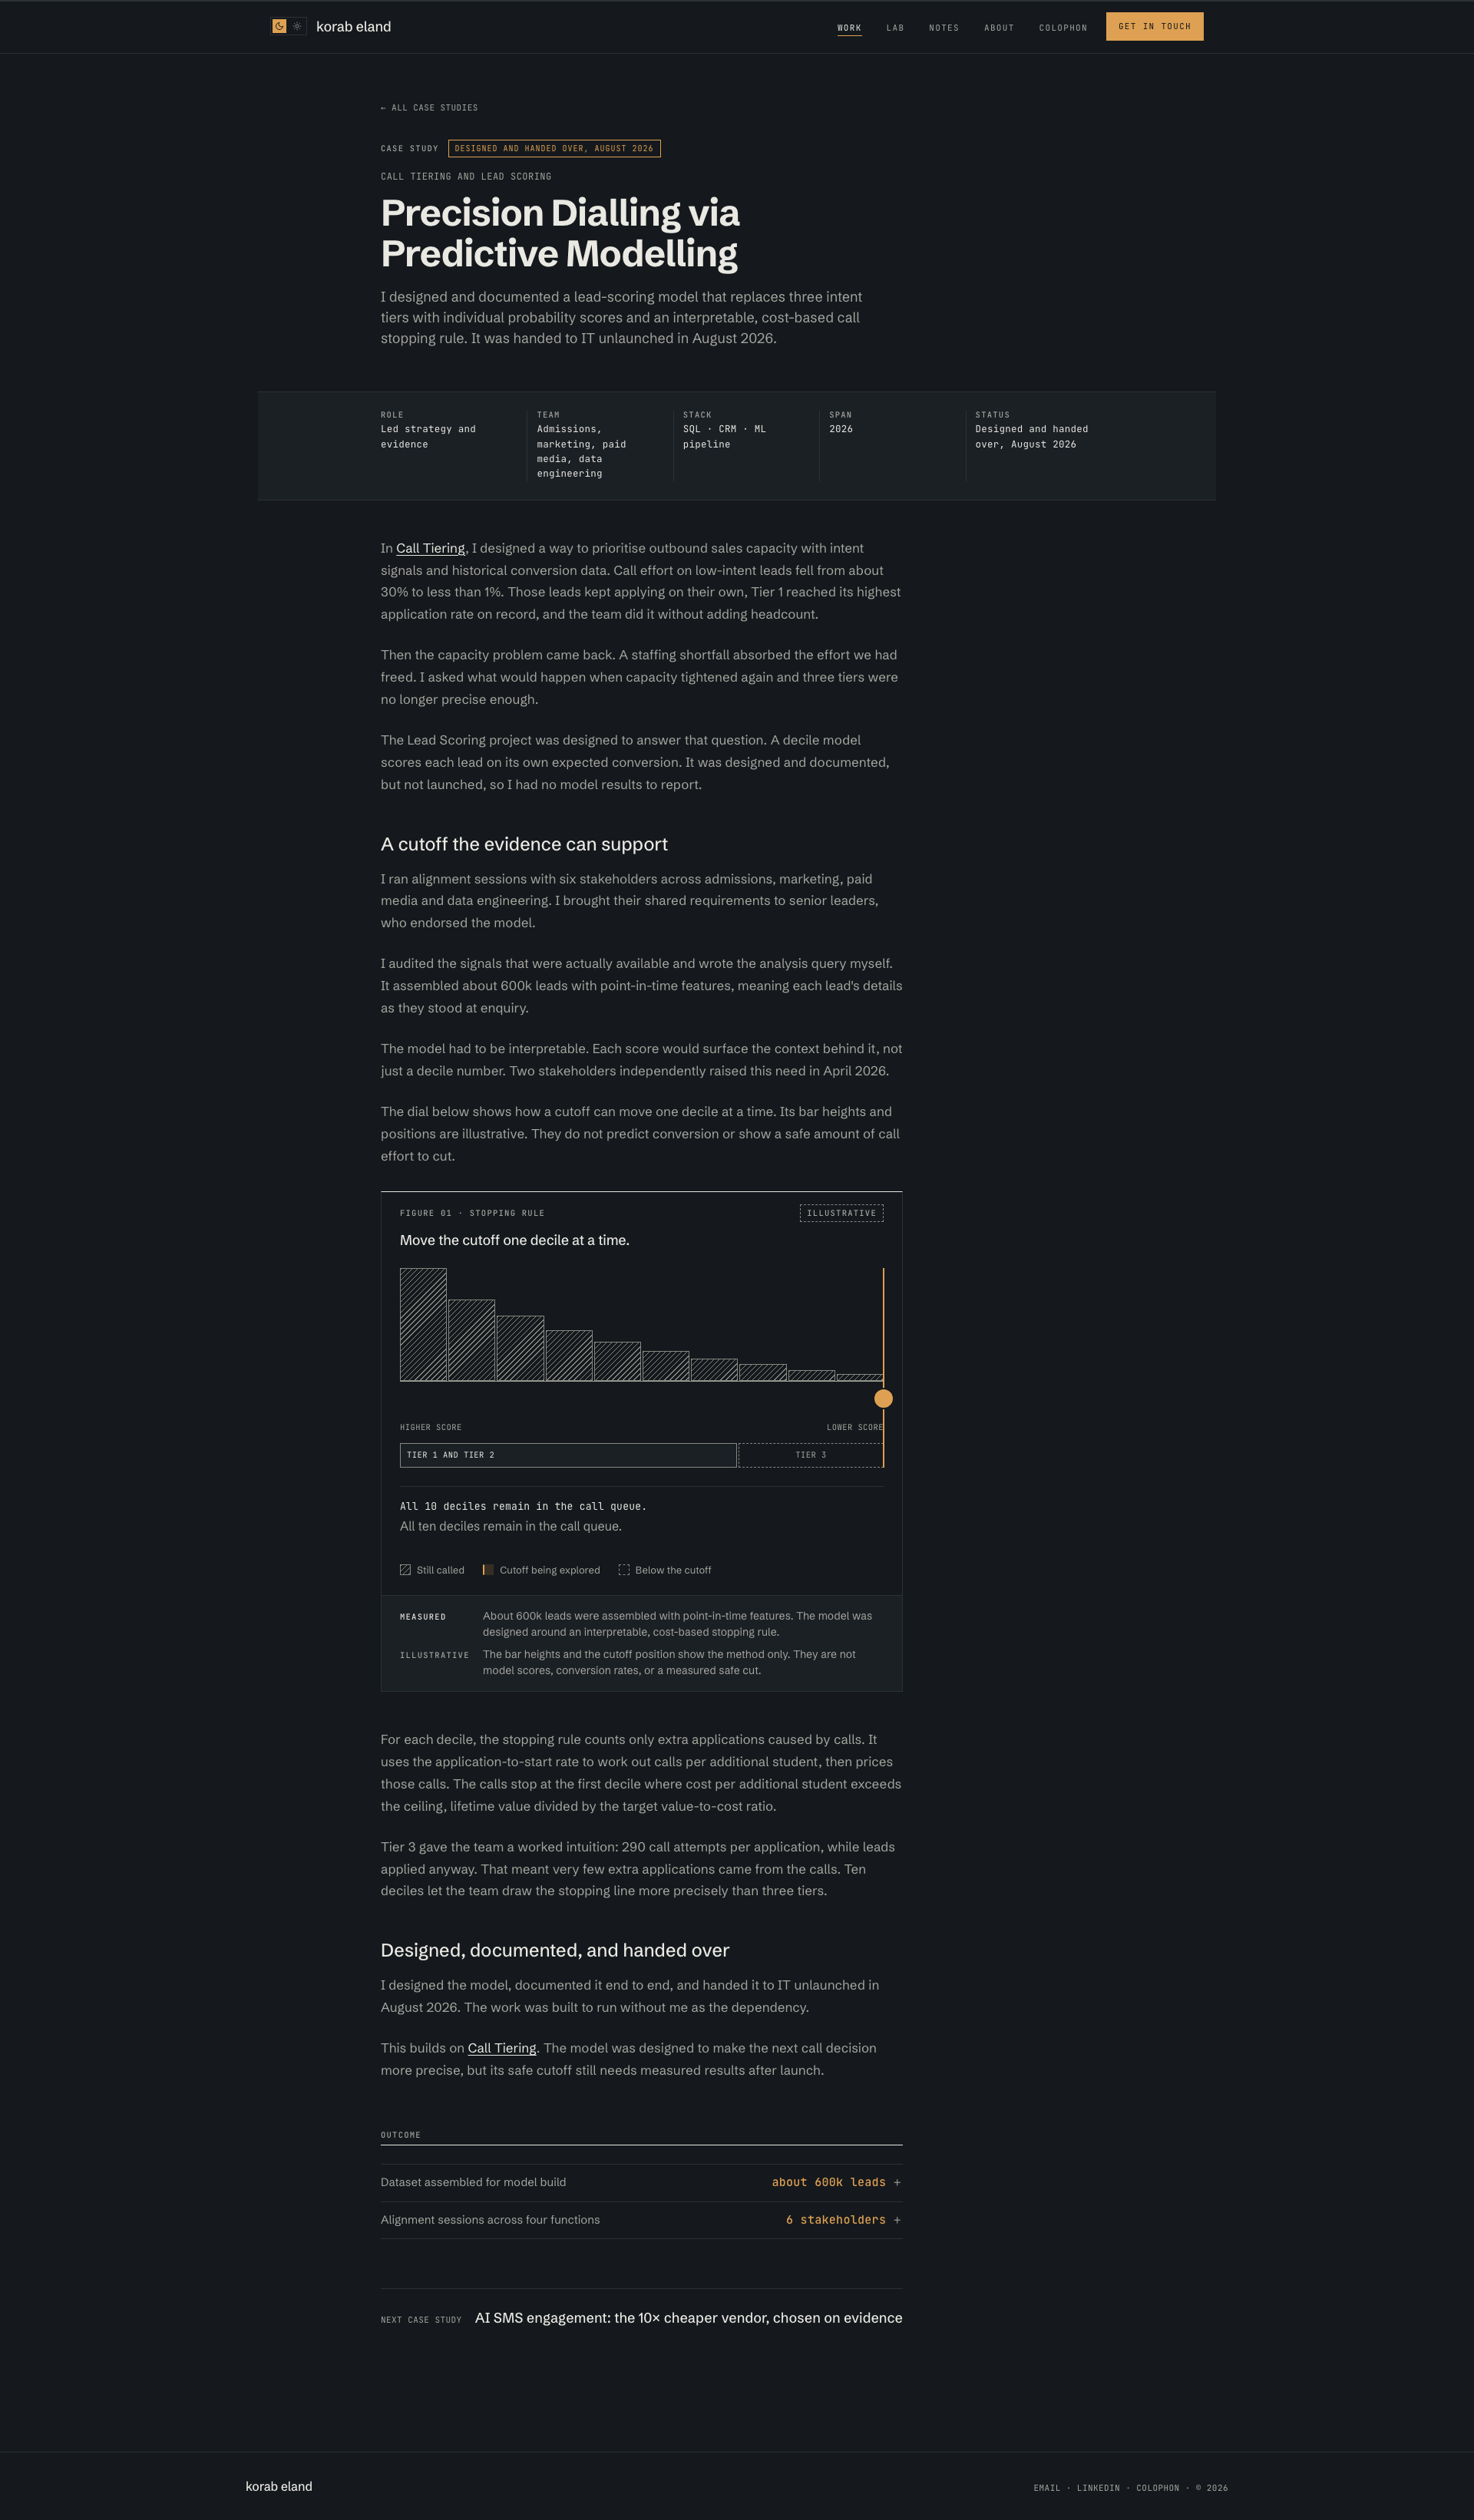 korab eland
WORK
LAB
NOTES
ABOUT
COLOPHON
GET IN TOUCH
← ALL CASE STUDIES
CASE STUDY
DESIGNED AND HANDED OVER, AUGUST 2026
CALL TIERING AND LEAD SCORING
Precision Dialling via
Predictive Modelling
I designed and documented a lead-scoring model that replaces three intent
tiers with individual probability scores and an interpretable, cost-based call
stopping rule. It was handed to IT unlaunched in August 2026.
ROLE
Led strategy and
evidence
TEAM
Admissions,
marketing, paid
media, data
engineering
STACK
SQL · CRM · ML
pipeline
SPAN
2026
STATUS
Designed and handed
over, August 2026
In Call Tiering, I designed a way to prioritise outbound sales capacity with intent
signals and historical conversion data. Call effort on low-intent leads fell from about
30% to less than 1%. Those leads kept applying on their own, Tier 1 reached its highest
application rate on record, and the team did it without adding headcount.
Then the capacity problem came back. A staffing shortfall absorbed the effort we had
freed. I asked what would happen when capacity tightened again and three tiers were
no longer precise enough.
The Lead Scoring project was designed to answer that question. A decile model
scores each lead on its own expected conversion. It was designed and documented,
but not launched, so I had no model results to report.
A cutoff the evidence can support
I ran alignment sessions with six stakeholders across admissions, marketing, paid
media and data engineering. I brought their shared requirements to senior leaders,
who endorsed the model.
I audited the signals that were actually available and wrote the analysis query myself.
It assembled about 600k leads with point-in-time features, meaning each lead's details
as they stood at enquiry.
The model had to be interpretable. Each score would surface the context behind it, not
just a decile number. Two stakeholders independently raised this need in April 2026.
The dial below shows how a cutoff can move one decile at a time. Its bar heights and
positions are illustrative. They do not predict conversion or show a safe amount of call
effort to cut.
FIGURE 01 · STOPPING RULE
ILLUSTRATIVE
Move the cutoff one decile at a time.
HIGHER SCORE
LOWER SCORE
TIER 1 AND TIER 2
TIER 3
All 10 deciles remain in the call queue.
All ten deciles remain in the call queue.
Still called
Cutoff being explored
Below the cutoff
MEASURED
About 600k leads were assembled with point-in-time features. The model was
designed around an interpretable, cost-based stopping rule.
ILLUSTRATIVE
The bar heights and the cutoff position show the method only. They are not
model scores, conversion rates, or a measured safe cut.
For each decile, the stopping rule counts only extra applications caused by calls. It
uses the application-to-start rate to work out calls per additional student, then prices
those calls. The calls stop at the first decile where cost per additional student exceeds
the ceiling, lifetime value divided by the target value-to-cost ratio.
Tier 3 gave the team a worked intuition: 290 call attempts per application, while leads
applied anyway. That meant very few extra applications came from the calls. Ten
deciles let the team draw the stopping line more precisely than three tiers.
Designed, documented, and handed over
I designed the model, documented it end to end, and handed it to IT unlaunched in
August 2026. The work was built to run without me as the dependency.
This builds on Call Tiering. The model was designed to make the next call decision
more precise, but its safe cutoff still needs measured results after launch.
OUTCOME
Dataset assembled for model build
about 600k leads +
Alignment sessions across four functions
6 stakeholders +
NEXT CASE STUDY
AI SMS engagement: the 10× cheaper vendor, chosen on evidence
korab eland
EMAIL · LINKEDIN · COLOPHON · © 2026